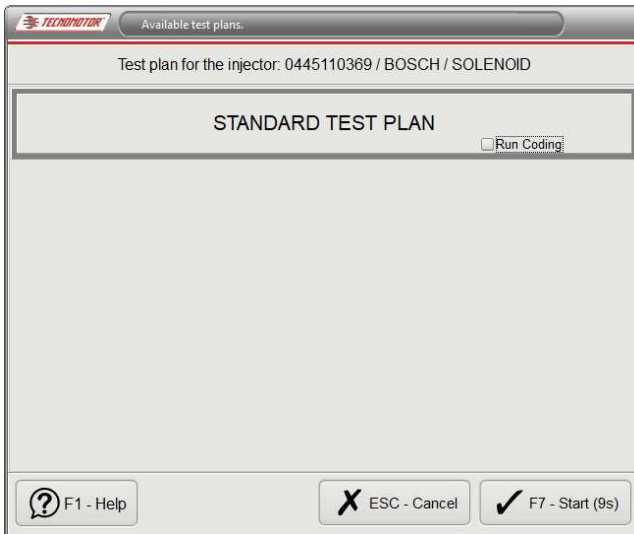 TECNOMOTOR
Available test plans.
Test plan for the injector: 0445110369 / BOSCH / SOLENOID
STANDARD TEST PLAN
Run Coding
F1 - Help
ESC - Cancel
F7 - Start (9s)